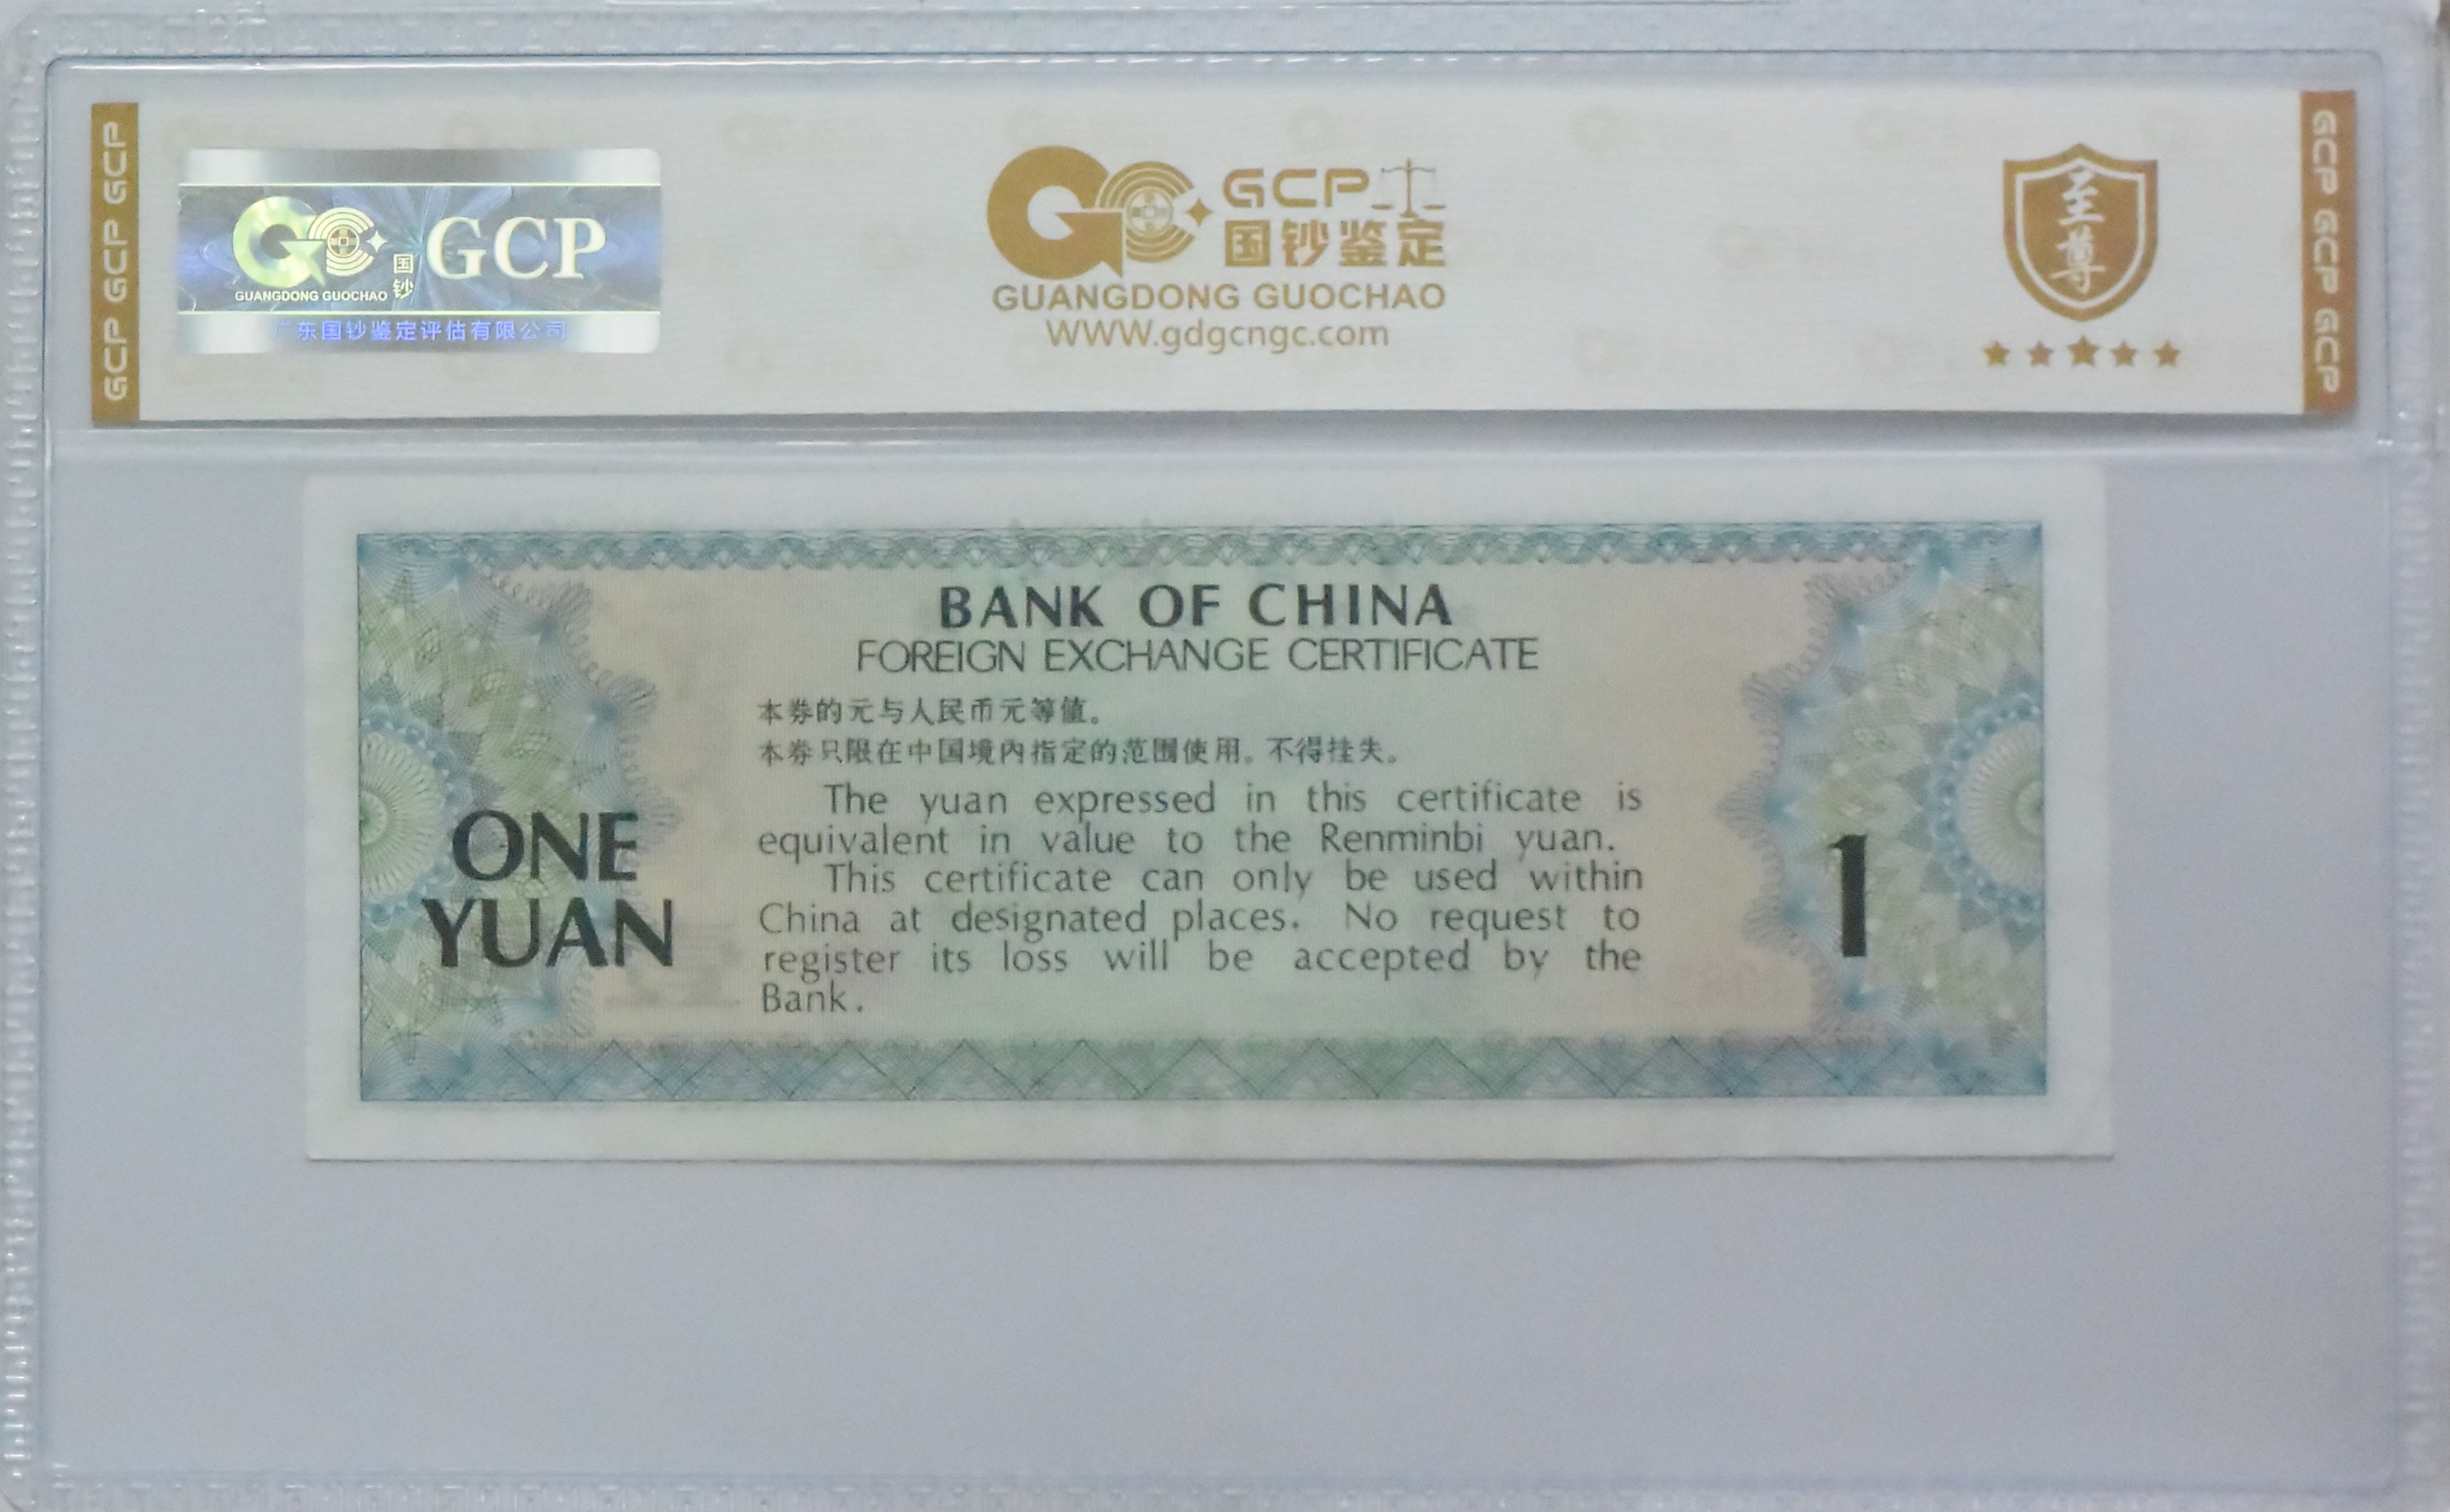 GCP GCP GCP
国钞
GCP
GUANGDONG GUOCHAO
广东国钞鉴定评估有限公司
GCP
国钞鉴定
GUANGDONG GUOCHAO
WWW.gdgcngc.com
至尊
GCP GCP GCP
BANK OF CHINA
FOREIGN EXCHANGE CERTIFICATE
本券的元与人民币元等值。
本券只限在中国境内指定的范围使用。不得挂失。
The yuan expressed in this certificate is
equivalent in value to the Renminbi yuan.
This certificate can only be used within
China at designated places. No request to
register its loss will be accepted by the
Bank.
ONE
YUAN
1